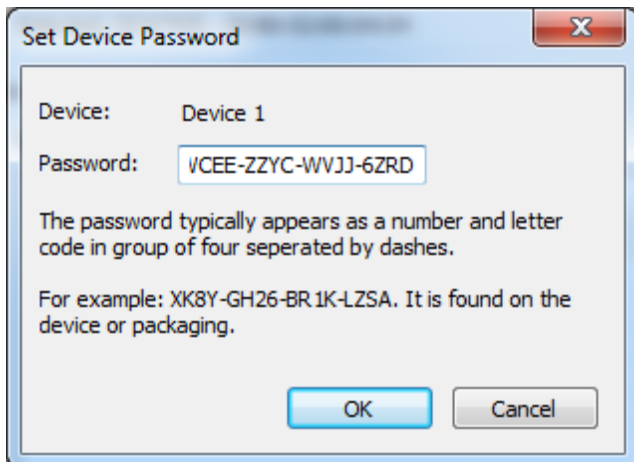 Set Device Password
Device: Device 1
Password: CEE-ZZYC-WVJJ-6ZRD
The password typically appears as a number and letter
code in group of four seperated by dashes.
For example: XK8Y-GH26-BR1K-LZSA. It is found on the
device or packaging.
OK Cancel